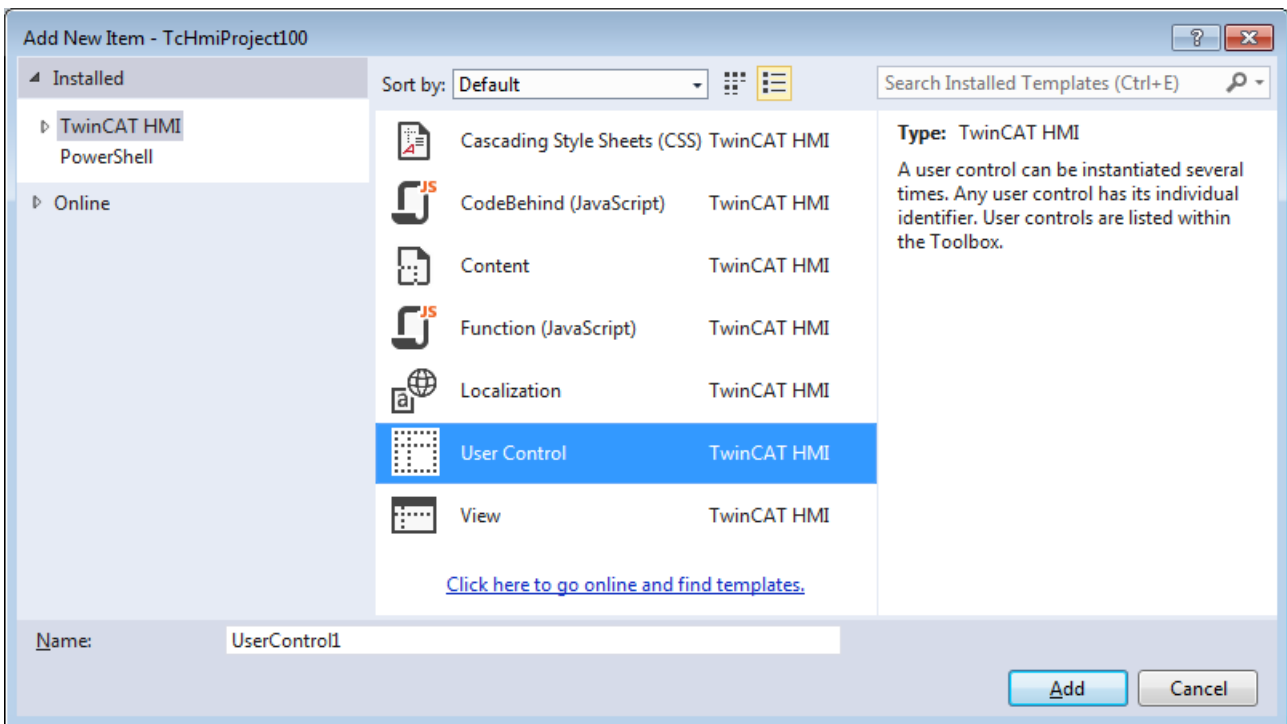 Add New Item - TcHmiProject100
?
Installed
Sort by: Default
Search Installed Templates (Ctrl+E)
TwinCAT HMI
PowerShell
Online
Cascading Style Sheets (CSS) TwinCAT HMI
JS
CodeBehind (JavaScript) TwinCAT HMI
Content TwinCAT HMI
JS
Function (JavaScript) TwinCAT HMI
a
Localization TwinCAT HMI
User Control TwinCAT HMI
View TwinCAT HMI
Click here to go online and find templates.
Type: TwinCAT HMI
A user control can be instantiated several
times. Any user control has its individual
identifier. User controls are listed within
the Toolbox.
Name: UserControl1
Add Cancel